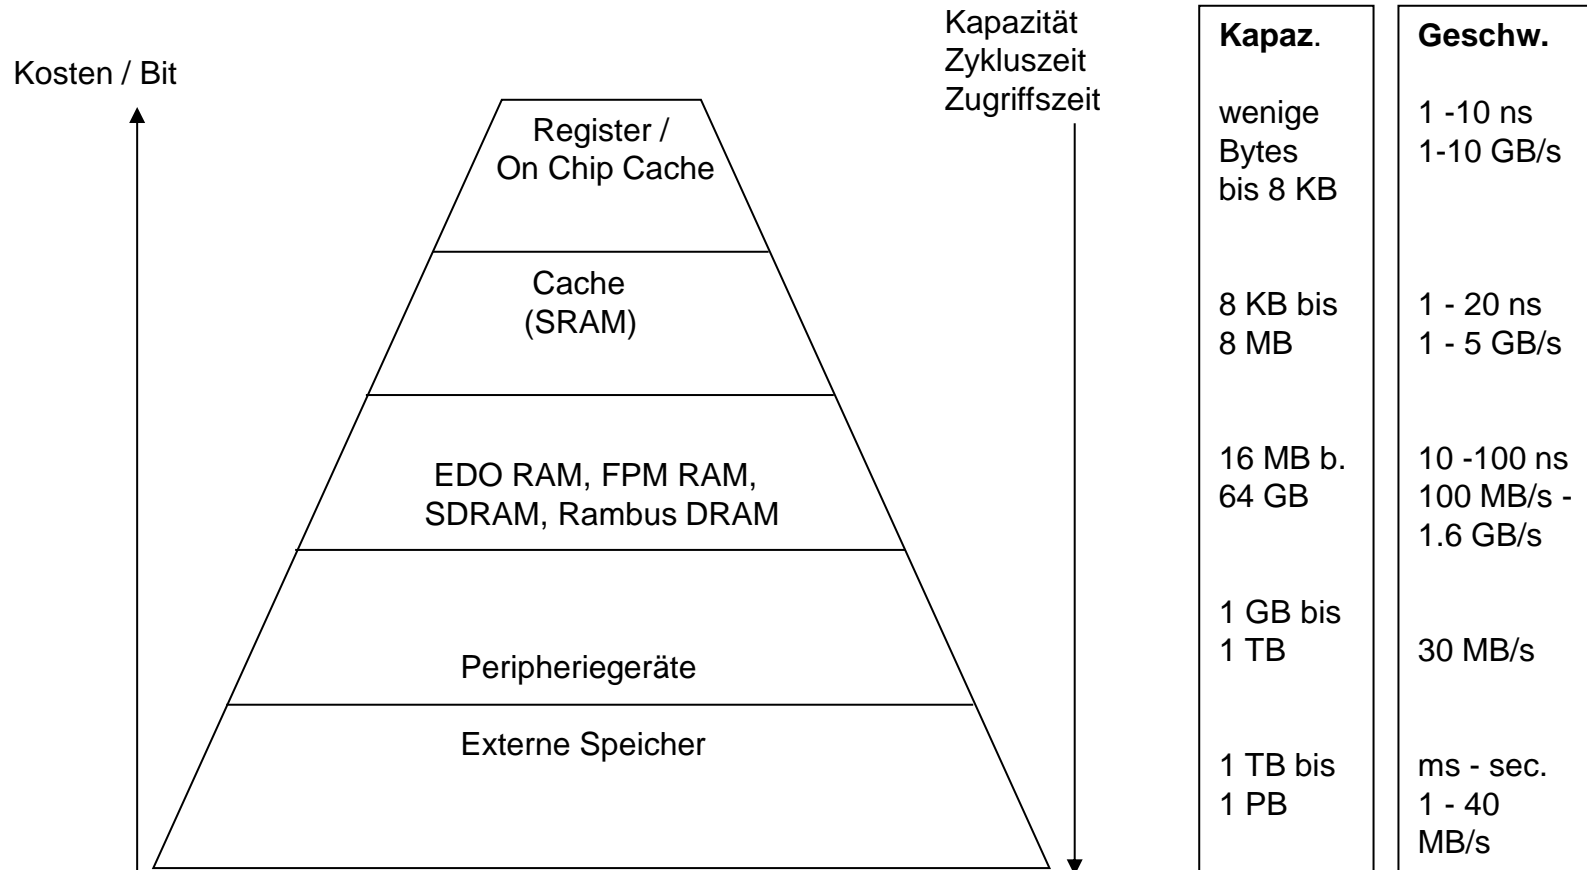 Kosten / Bit
Register /
On Chip Cache
Cache
(SRAM)
EDO RAM, FPM RAM,
SDRAM, Rambus DRAM
Peripheriegeräte
Externe Speicher
Kapazität
Zykluszeit
Zugriffszeit
Kapaz.
wenige
Bytes
bis 8 KB
8 KB bis
8 MB
16 MB b.
64 GB
1 GB bis
1 TB
1 TB bis
1 PB
Geschw.
1 -10 ns
1-10 GB/s
1 - 20 ns
1 - 5 GB/s
10 -100 ns
100 MB/s -
1.6 GB/s
30 MB/s
ms - sec.
1 - 40
MB/s